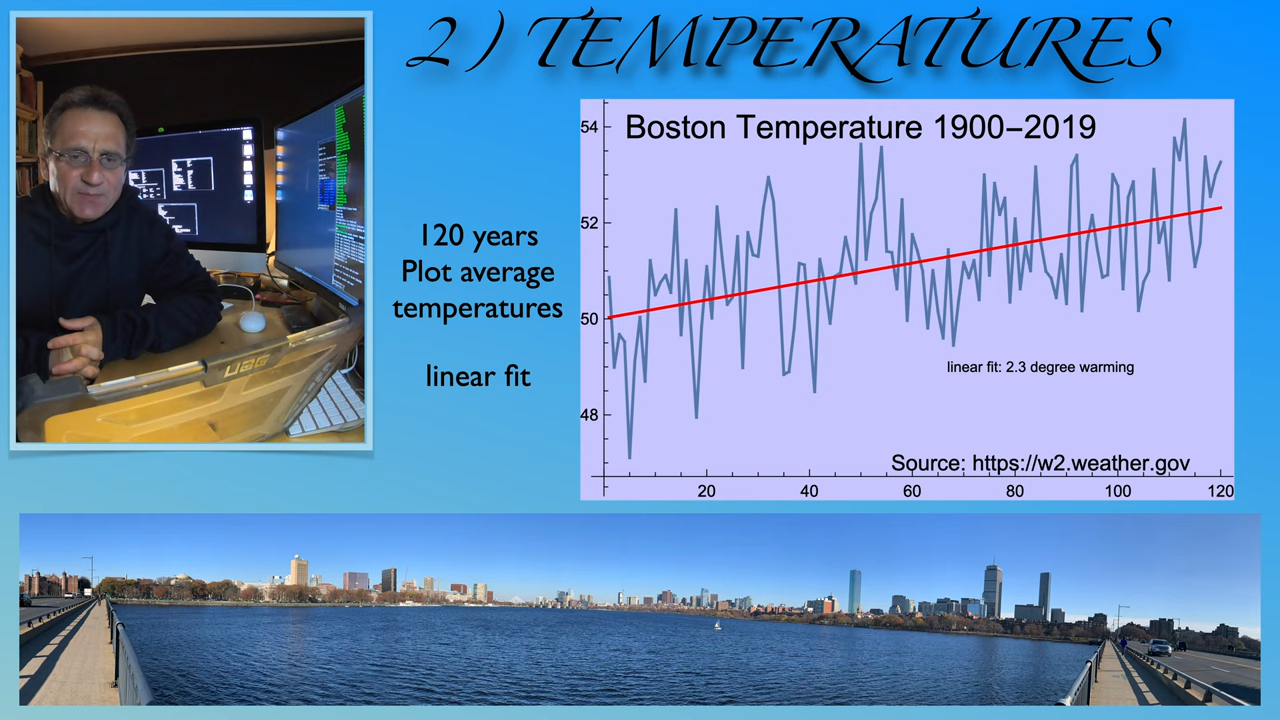 2) TEMPERATURES
UAG
120 years
Plot average
temperatures
linear fit
Boston Temperature 1900–2019
54
52
50
48
linear fit: 2.3 degree warming
Source: https://w2.weather.gov
20 40 60 80 100 120